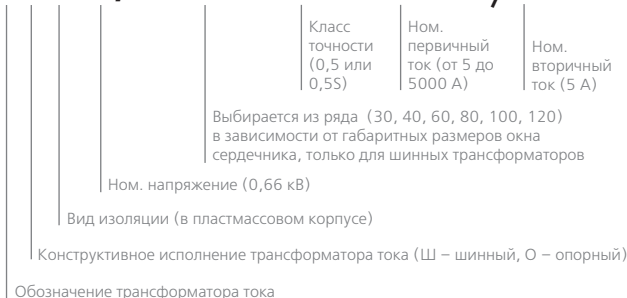 Класс
точности
(0,5 или
0,5S)
Ном.
первичный
ток (от 5 до
5000 А)
Ном.
вторичный
ток (5 А)
Выбирается из ряда (30, 40, 60, 80, 100, 120)
в зависимости от габаритных размеров окна
сердечника, только для шинных трансформаторов
Ном. напряжение (0,66 кВ)
Вид изоляции (в пластмассовом корпусе)
Конструктивное исполнение трансформатора тока (Ш – шинный, О – опорный)
Обозначение трансформатора тока